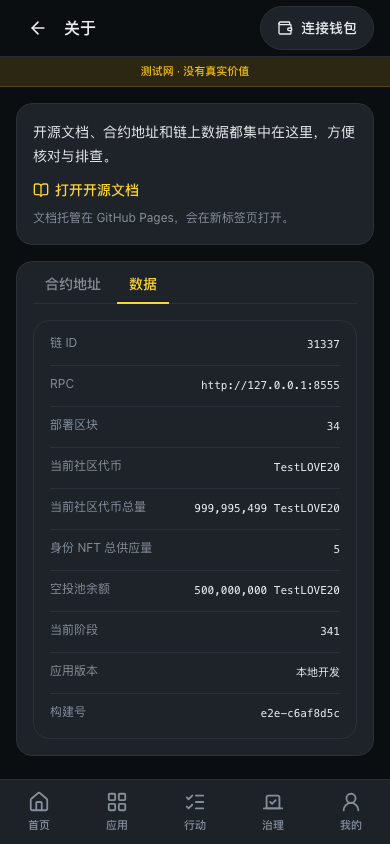 关于
连接钱包
测试网 · 没有真实价值
开源文档、合约地址和链上数据都集中在这里，方便
核对与排查。
打开开源文档
文档托管在 GitHub Pages，会在新标签页打开。
合约地址
数据
链 ID
31337
RPC
http://127.0.0.1:8555
部署区块
34
当前社区代币
TestLOVE20
当前社区代币总量
999,995,499 TestLOVE20
身份 NFT 总供应量
5
空投池余额
500,000,000 TestLOVE20
当前阶段
341
应用版本
本地开发
构建号
e2e-c6af8d5c
首页
应用
行动
治理
我的